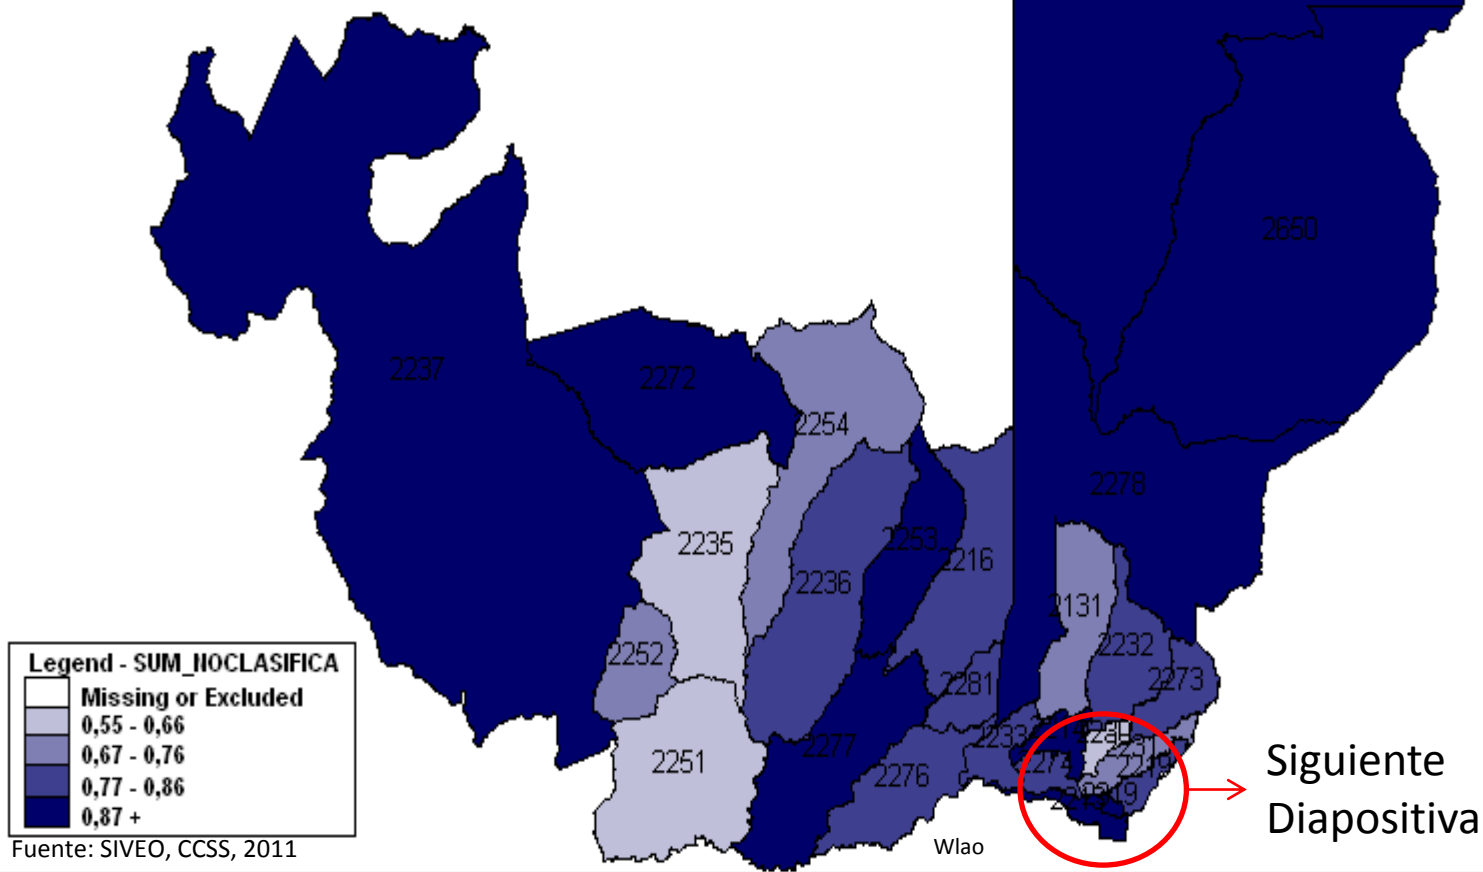 2650
2237
2272
2254
2278
2253
2235
2216
2236
2131
2232
2252
2273
2281
2233
2277
2251
2276
Siguiente
Diapositiva
Legend - SUM_NOCLASIFICA
Missing or Excluded
0,55 - 0,66
0,67 - 0,76
0,77 - 0,86
0,87 +
Fuente: SIVEO, CCSS, 2011
Wlao